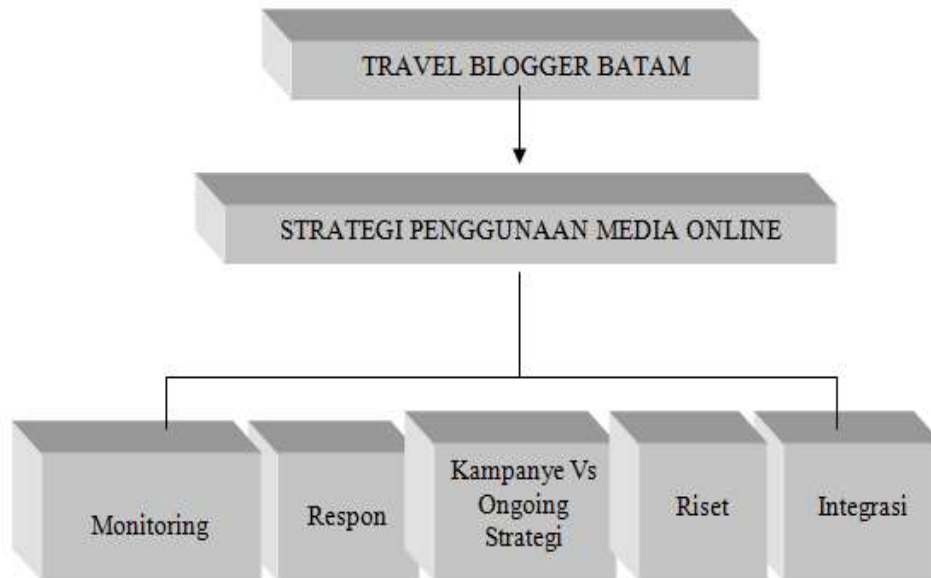 TRAVEL BLOGGER BATAM
STRATEGI PENGGUNAAN MEDIA ONLINE
Monitoring
Respon
Kampanye Vs
Ongoing
Strategi
Riset
Integrasi